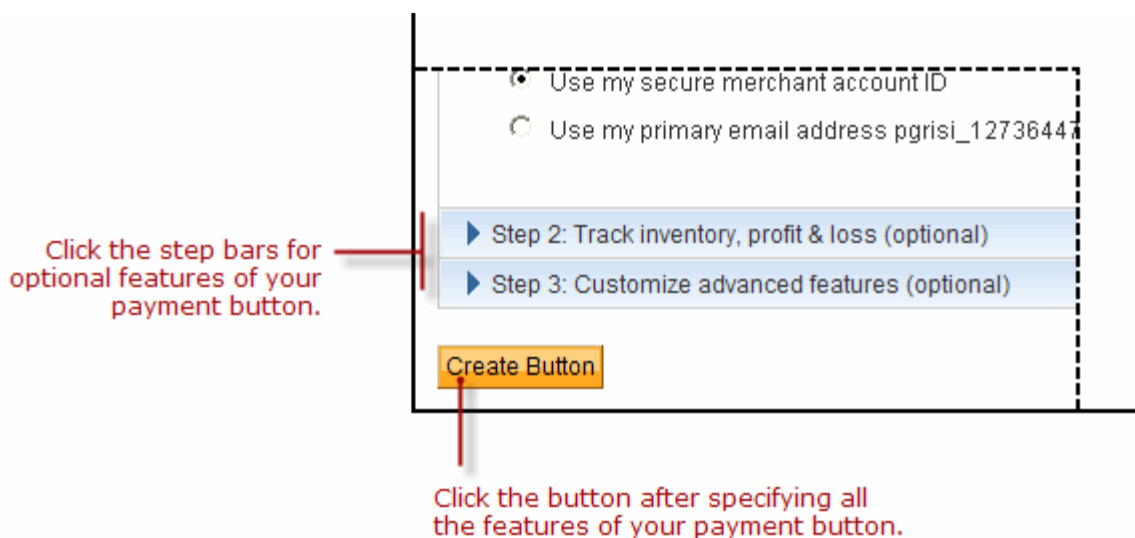 Use my secure merchant account ID
Use my primary email address pgrisi_12736447
Step 2: Track inventory, profit & loss (optional)
Step 3: Customize advanced features (optional)
Click the step bars for
optional features of your
payment button.
Create Button
Click the button after specifying all
the features of your payment button.